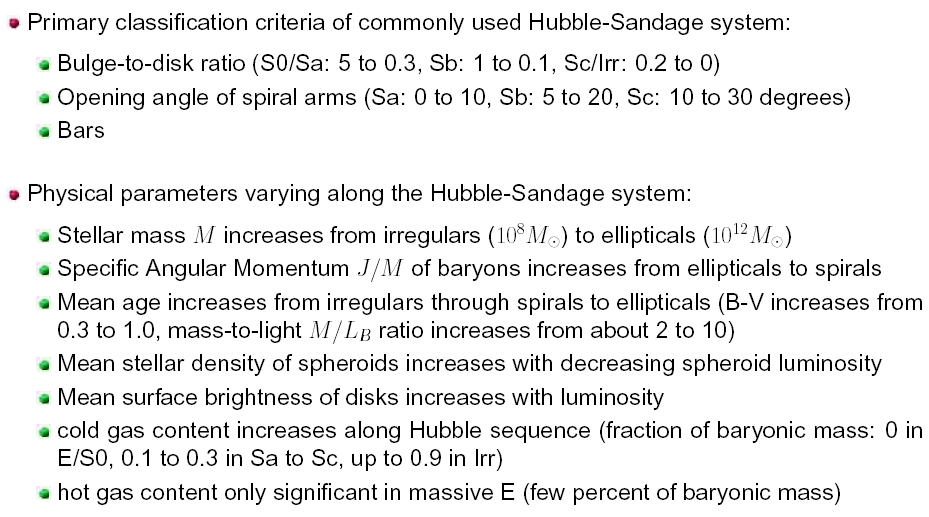 Primary classification criteria of commonly used Hubble-Sandage system:
Bulge-to-disk ratio (S0/Sa: 5 to 0.3, Sb: 1 to 0.1, Sc/Irr: 0.2 to 0)
Opening angle of spiral arms (Sa: 0 to 10, Sb: 5 to 20, Sc: 10 to 30 degrees)
Bars
Physical parameters varying along the Hubble-Sandage system:
Stellar mass M increases from irregulars (10⁸M☉) to ellipticals (10¹²M☉)
Specific Angular Momentum J/M of baryons increases from ellipticals to spirals
Mean age increases from irregulars through spirals to ellipticals (B-V increases from
0.3 to 1.0, mass-to-light M/L_B ratio increases from about 2 to 10)
Mean stellar density of spheroids increases with decreasing spheroid luminosity
Mean surface brightness of disks increases with luminosity
cold gas content increases along Hubble sequence (fraction of baryonic mass: 0 in
E/S0, 0.1 to 0.3 in Sa to Sc, up to 0.9 in Irr)
hot gas content only significant in massive E (few percent of baryonic mass)